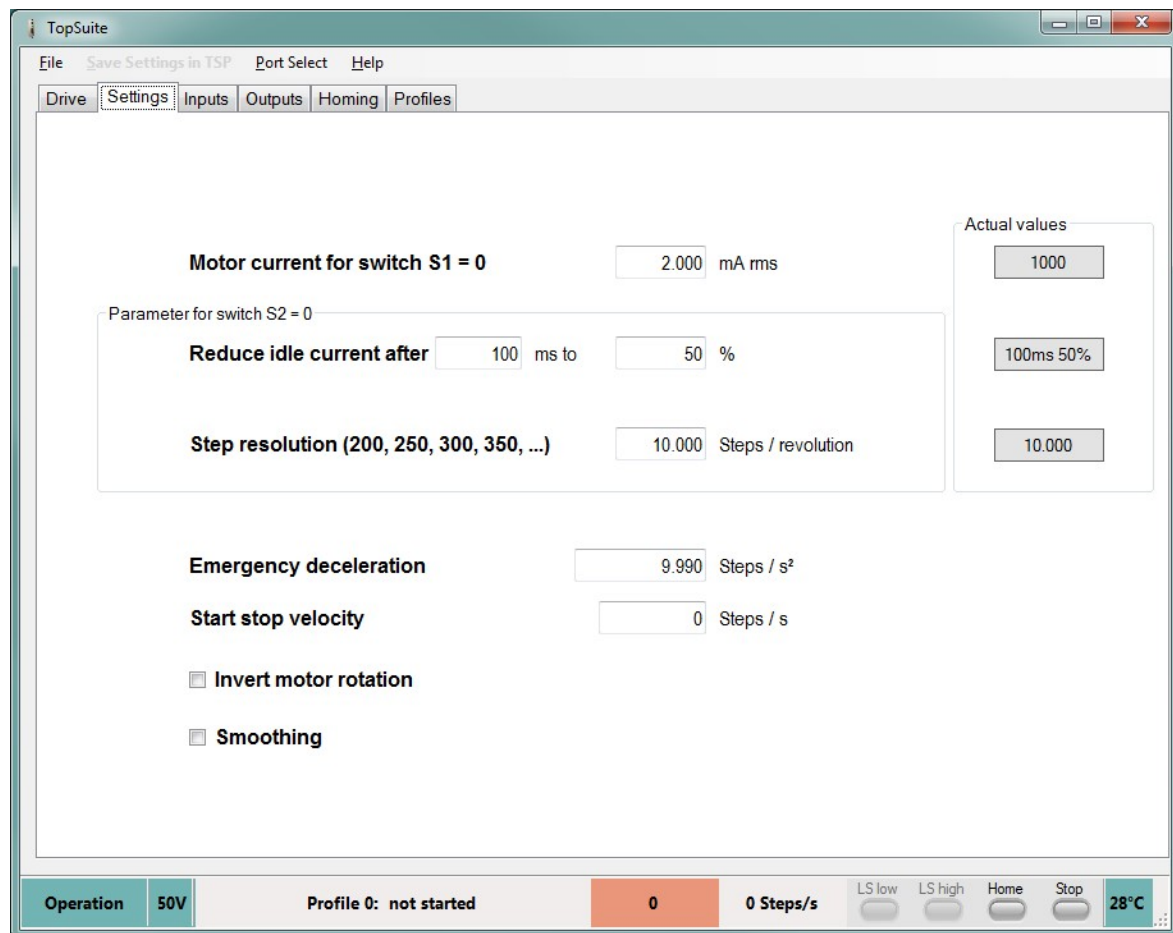 TopSuite
File Save Settings in TSP Port Select Help
Drive Settings Inputs Outputs Homing Profiles
Actual values
Motor current for switch S1 = 0 2.000 mA rms 1000
Parameter for switch S2 = 0
Reduce idle current after 100 ms to 50 % 100ms 50%
Step resolution (200, 250, 300, 350, ...) 10.000 Steps / revolution 10.000
Emergency deceleration 9.990 Steps / s²
Start stop velocity 0 Steps / s
Invert motor rotation
Smoothing
Operation 50V Profile 0: not started 0 0 Steps/s LS low LS high Home Stop 28°C